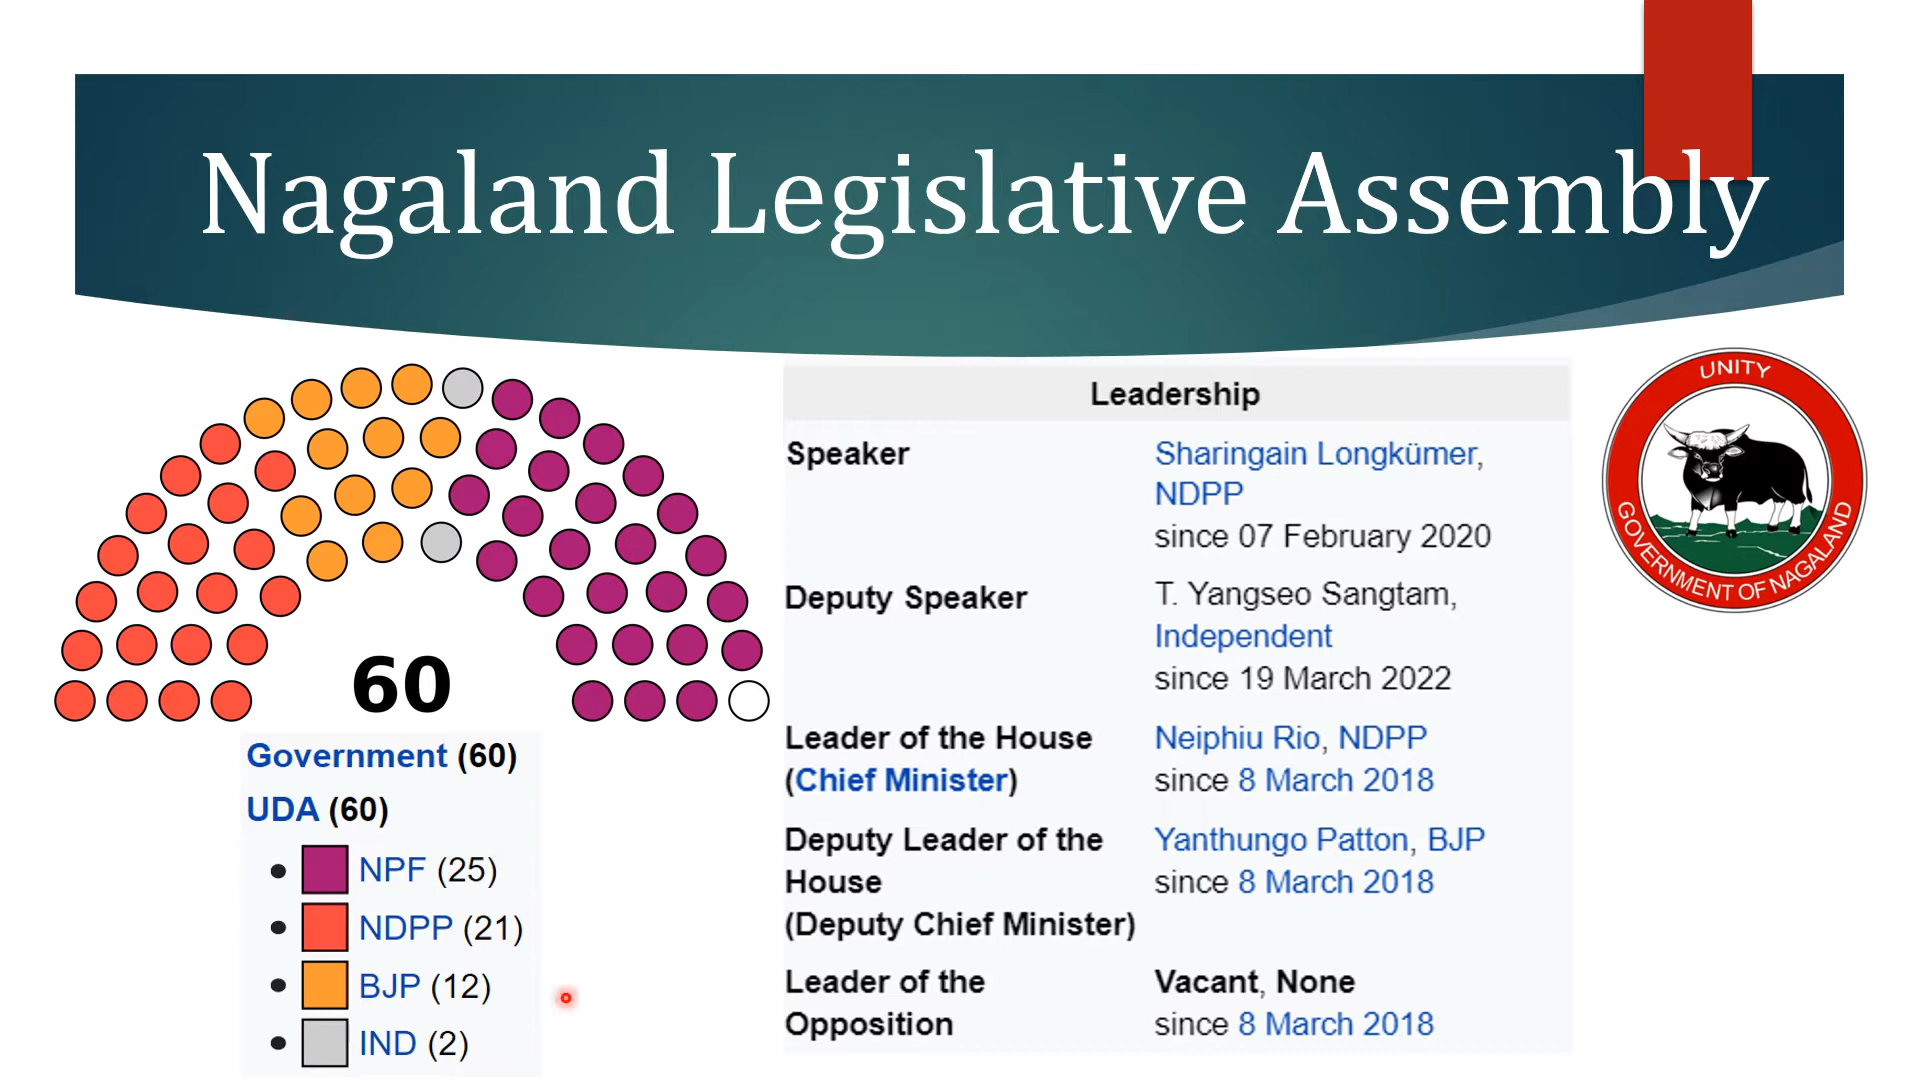 Nagaland Legislative Assembly
60
Government (60)
UDA (60)
NPF (25)
NDPP (21)
BJP (12)
IND (2)
Leadership
Speaker
Sharingain Longkümer,
NDPP
since 07 February 2020
Deputy Speaker
T. Yangseo Sangtam,
Independent
since 19 March 2022
Leader of the House
(Chief Minister)
Neiphiu Rio, NDPP
since 8 March 2018
Deputy Leader of the
House
(Deputy Chief Minister)
Yanthungo Patton, BJP
since 8 March 2018
Leader of the
Opposition
Vacant, None
since 8 March 2018
UNITY
GOVERNMENT OF NAGALAND